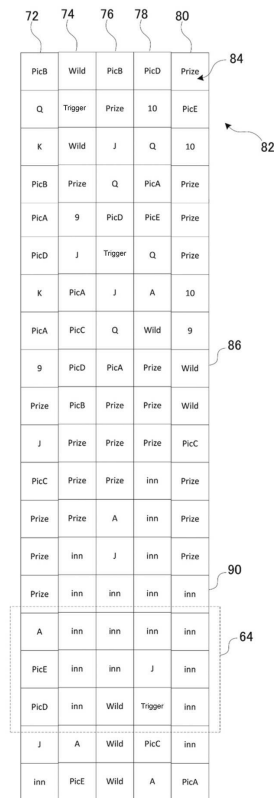 72 74 76 78 80
84
82
PicB Wild PicB PicD Prize
Q Trigger Prize 10 PicE
K Wild J Q 10
PicB Prize Q PicA Prize
PicA 9 PicD PicE Prize
PicD J Trigger Q Prize
K PicA J A 10
PicA PicC Q Wild 9
86
9 PicD PicA Prize Wild
Prize PicB Prize Prize Wild
J Prize Prize Prize PicC
PicC Prize Prize inn Prize
Prize Prize A inn Prize
Prize inn J inn Prize
90
Prize inn inn inn inn
A inn inn inn inn
64
PicE inn inn J inn
PicD inn Wild Trigger inn
J A Wild PicC inn
inn PicE Wild A PicA